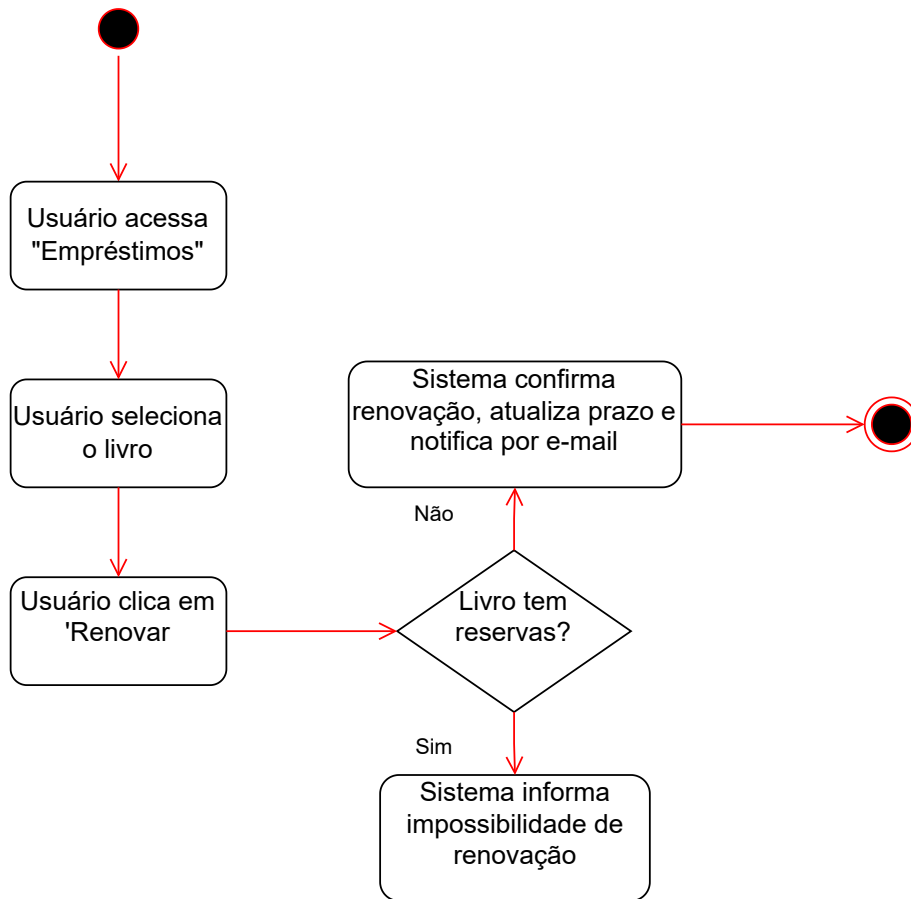 Usuário acessa
"Empréstimos"
Usuário seleciona
o livro
Usuário clica em
'Renovar
Livro tem
reservas?
Não
Sistema confirma
renovação, atualiza prazo e
notifica por e-mail
Sim
Sistema informa
impossibilidade de
renovação